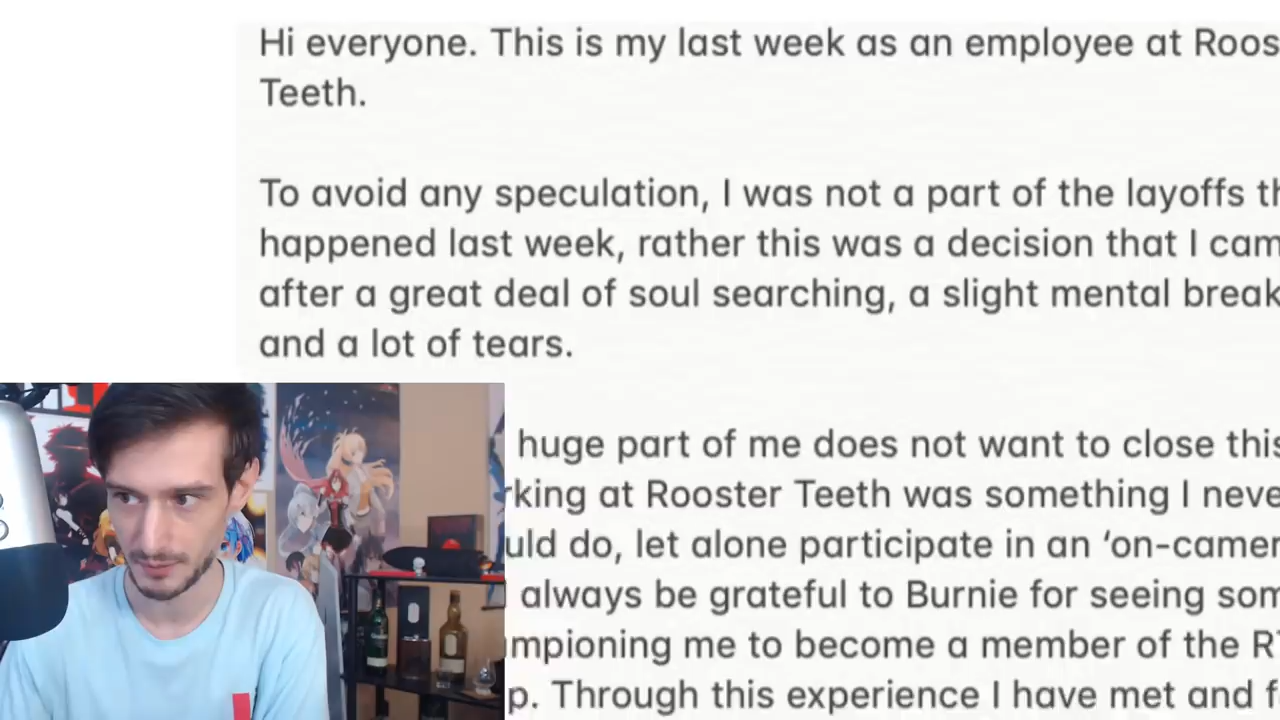 Hi everyone. This is my last week as an employee at Roos
Teeth.
To avoid any speculation, I was not a part of the layoffs th
happened last week, rather this was a decision that I cam
after a great deal of soul searching, a slight mental break
and a lot of tears.
huge part of me does not want to close this
rking at Rooster Teeth was something I neve
uld do, let alone participate in an ‘on-camer
always be grateful to Burnie for seeing som
mpioning me to become a member of the R
p. Through this experience I have met and f